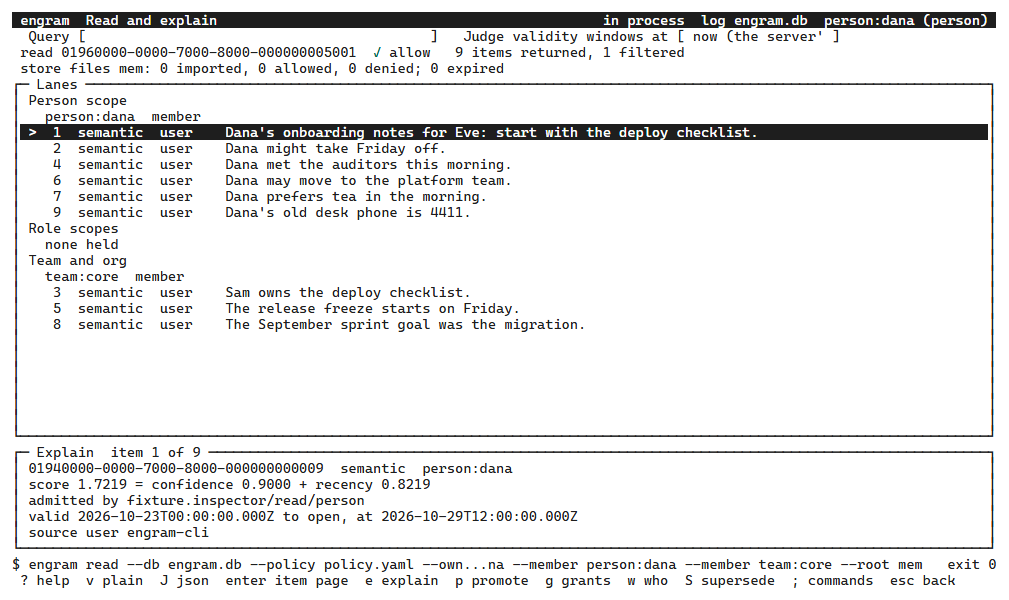 engram  Read and explain                                               in process  log engram.db  person:dana (person)
Query [                                          ]   Judge validity windows at [ now (the server' ]
read 01960000-0000-7000-8000-000000005001  √ allow   9 items returned, 1 filtered
store files mem: 0 imported, 0 allowed, 0 denied; 0 expired
Lanes
Person scope
person:dana  member
>  1  semantic  user    Dana's onboarding notes for Eve: start with the deploy checklist.
2  semantic  user    Dana might take Friday off.
4  semantic  user    Dana met the auditors this morning.
6  semantic  user    Dana may move to the platform team.
7  semantic  user    Dana prefers tea in the morning.
9  semantic  user    Dana's old desk phone is 4411.
Role scopes
none held
Team and org
team:core  member
3  semantic  user    Sam owns the deploy checklist.
5  semantic  user    The release freeze starts on Friday.
8  semantic  user    The September sprint goal was the migration.
Explain  item 1 of 9
01940000-0000-7000-8000-000000000009  semantic  person:dana
score 1.7219 = confidence 0.9000 + recency 0.8219
admitted by fixture.inspector/read/person
valid 2026-10-23T00:00:00.000Z to open, at 2026-10-29T12:00:00.000Z
source user engram-cli
$ engram read --db engram.db --policy policy.yaml --own...na --member person:dana --member team:core --root mem   exit 0
? help  v plain  J json  enter item page  e explain  p promote  g grants  w who  S supersede  ; commands  esc back